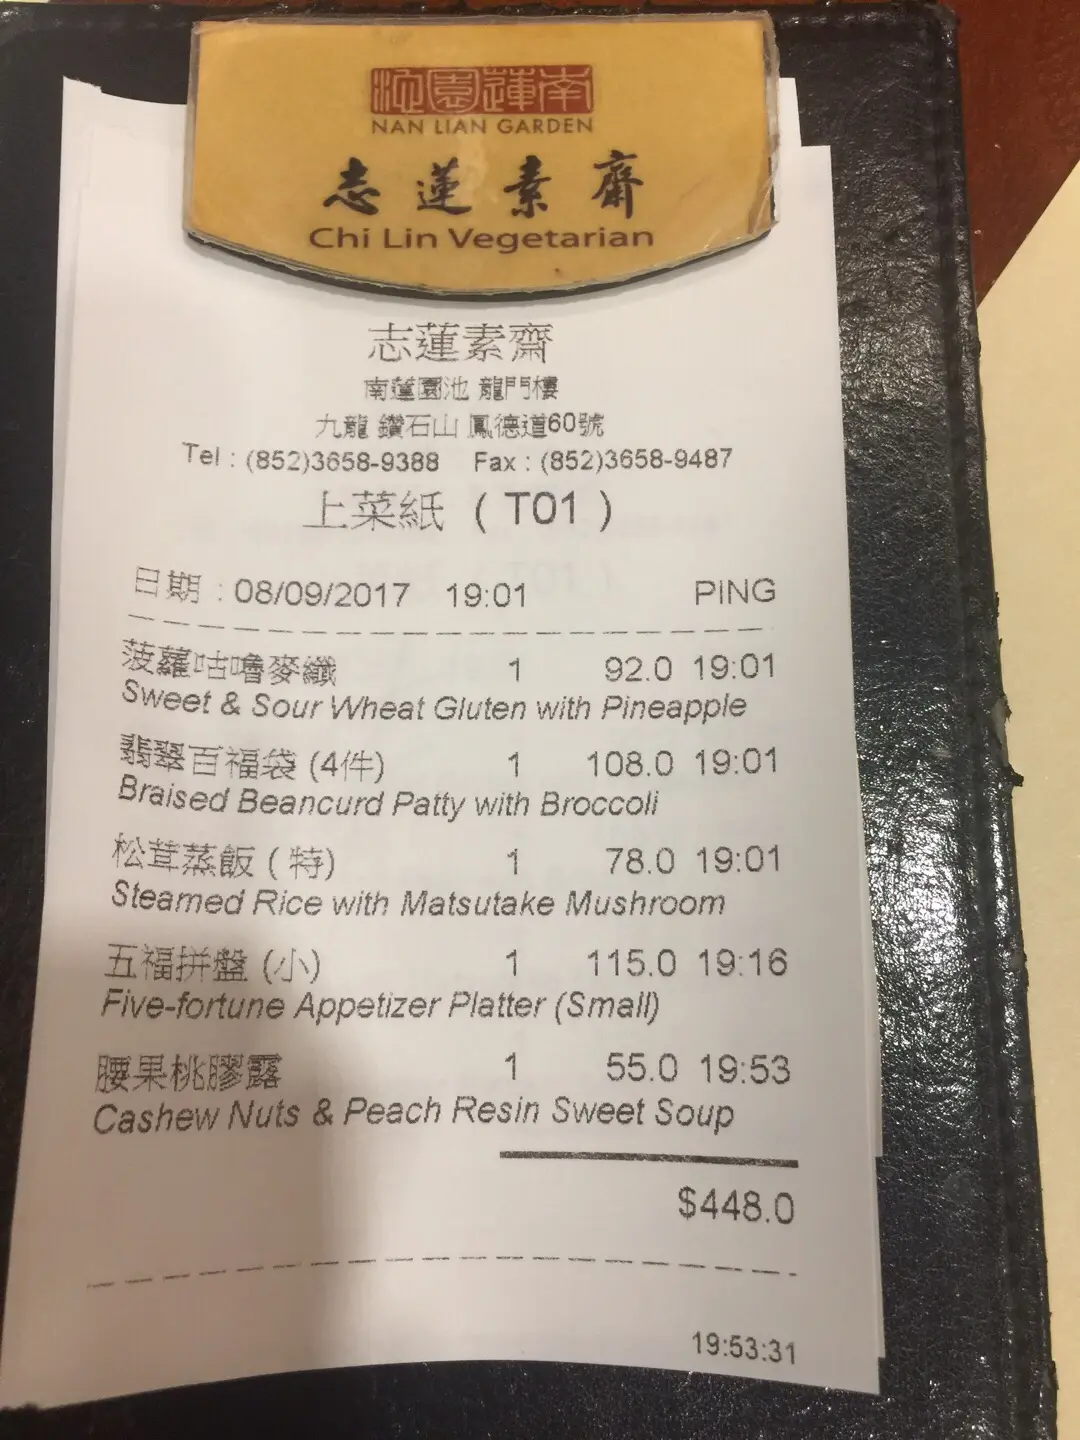 南蓮園池
NAN LIAN GARDEN
志蓮素齋
Chi Lin Vegetarian
志蓮素齋
南蓮園池 龍門樓
九龍 鑽石山 鳳德道60號
Tel : (852)3658-9388 Fax : (852)3658-9487
上菜紙 ( T01 )
日期 : 08/09/2017 19:01 PING
菠蘿咕嚕麥纖 1 92.0 19:01
Sweet & Sour Wheat Gluten with Pineapple
翡翠百福袋 (4件) 1 108.0 19:01
Braised Beancurd Patty with Broccoli
松茸蒸飯 ( 特) 1 78.0 19:01
Steamed Rice with Matsutake Mushroom
五福拼盤 (小) 1 115.0 19:16
Five-fortune Appetizer Platter (Small)
腰果桃膠露 1 55.0 19:53
Cashew Nuts & Peach Resin Sweet Soup
$448.0
19:53:31